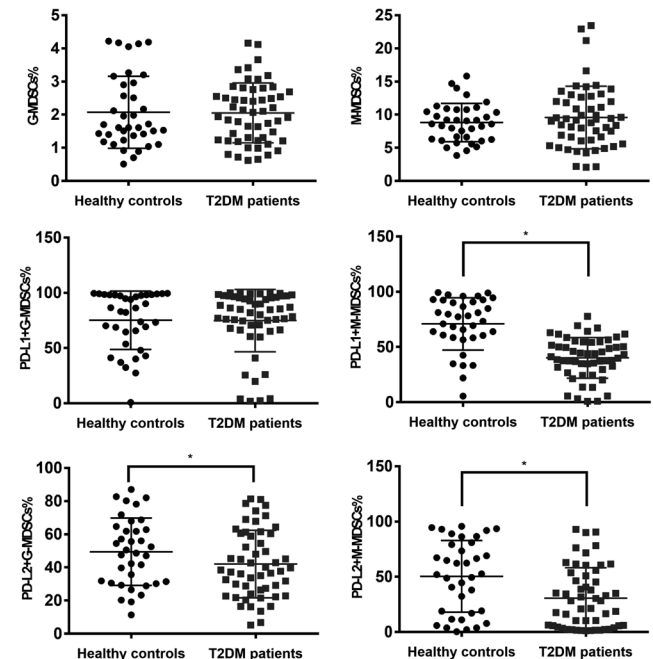 G-MDSCs%
5
4
3
2
1
0
Healthy controls T2DM patients
M-MDSCs%
25
20
15
10
5
0
Healthy controls T2DM patients
PD-L1+G-MDSCs%
150
100
50
0
Healthy controls T2DM patients
PD-L1+M-MDSCs%
150
100
50
0
*
Healthy controls T2DM patients
PD-L2+G-MDSCs%
100
80
60
40
20
0
*
Healthy controls T2DM patients
PD-L2+M-MDSCs%
150
100
50
0
*
Healthy controls T2DM patients